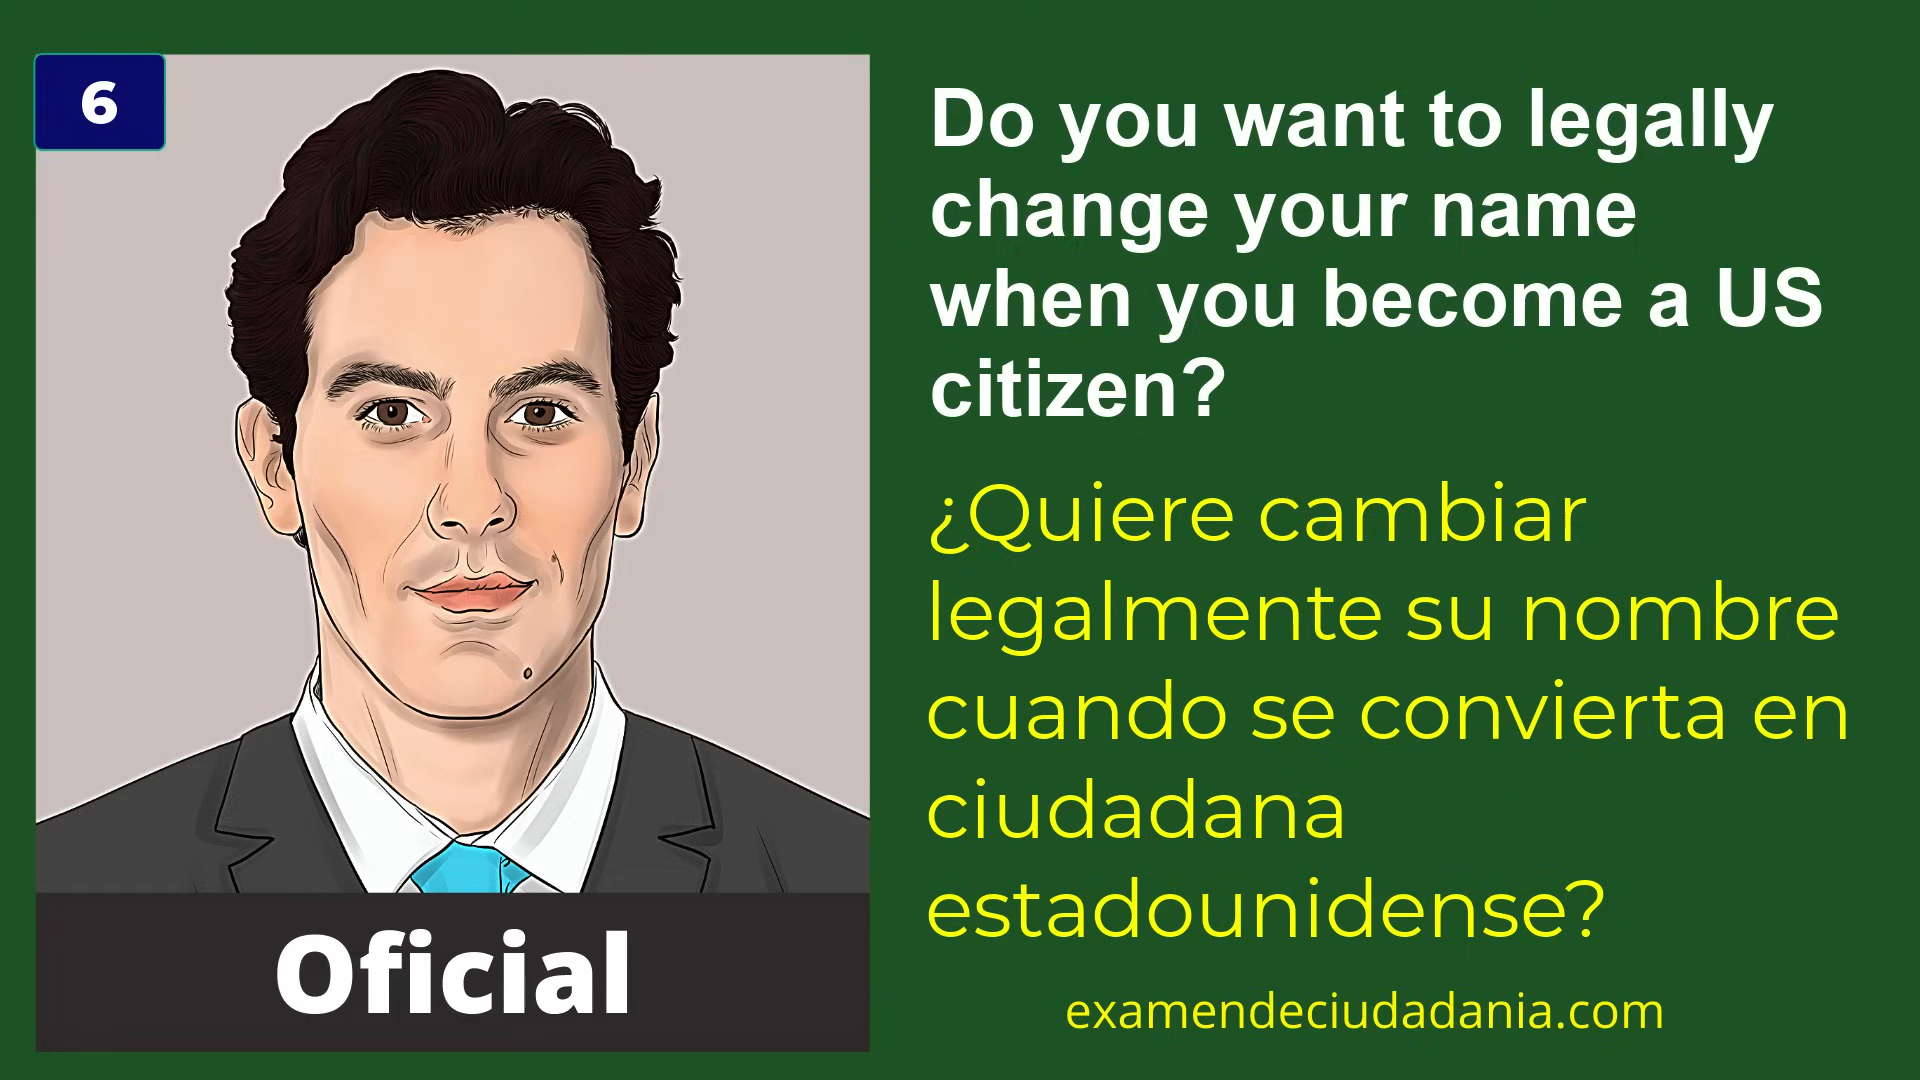 6
Do you want to legally
change your name
when you become a US
citizen?
¿Quiere cambiar
legalmente su nombre
cuando se convierta en
ciudadana
estadounidense?
Oficial
examendeciudadania.com